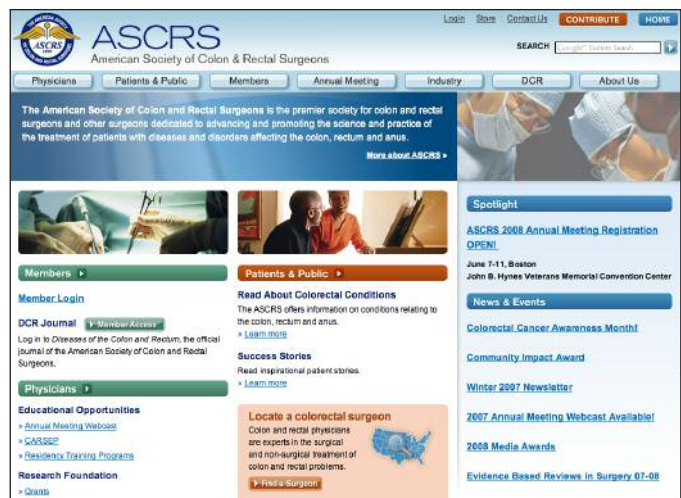 Login Store Contact Us CONTRIBUTE HOME
ASCRS
ASCRS
American Society of Colon & Rectal Surgeons
SEARCH Google™ Custom Search
Physicians Patients & Public Members Annual Meeting Industry DCR About Us
The American Society of Colon and Rectal Surgeons is the premier society for colon and rectal
surgeons and other surgeons dedicated to advancing and promoting the science and practice of
the treatment of patients with diseases and disorders affecting the colon, rectum and anus.
More about ASCRS »
Members
Member Login
DCR Journal Member Access
Log in to Diseases of the Colon and Rectum, the official
journal of the American Society of Colon and Rectal
Surgeons.
Physicians
Educational Opportunities
» Annual Meeting Webcast
» CARSEP
» Residency Training Programs
Research Foundation
» Grants
Patients & Public
Read About Colorectal Conditions
The ASCRS offers information on conditions relating to
the colon, rectum and anus.
» Learn more
Success Stories
Read inspirational patient stories.
» Learn more
Locate a colorectal surgeon
Colon and rectal physicians
are experts in the surgical
and non-surgical treatment of
colon and rectal problems.
Find a Surgeon
Spotlight
ASCRS 2008 Annual Meeting Registration
OPEN!
June 7-11, Boston
John B. Hynes Veterans Memorial Convention Center
News & Events
Colorectal Cancer Awareness Month!
Community Impact Award
Winter 2007 Newsletter
2007 Annual Meeting Webcast Available!
2008 Media Awards
Evidence Based Reviews in Surgery 07-08